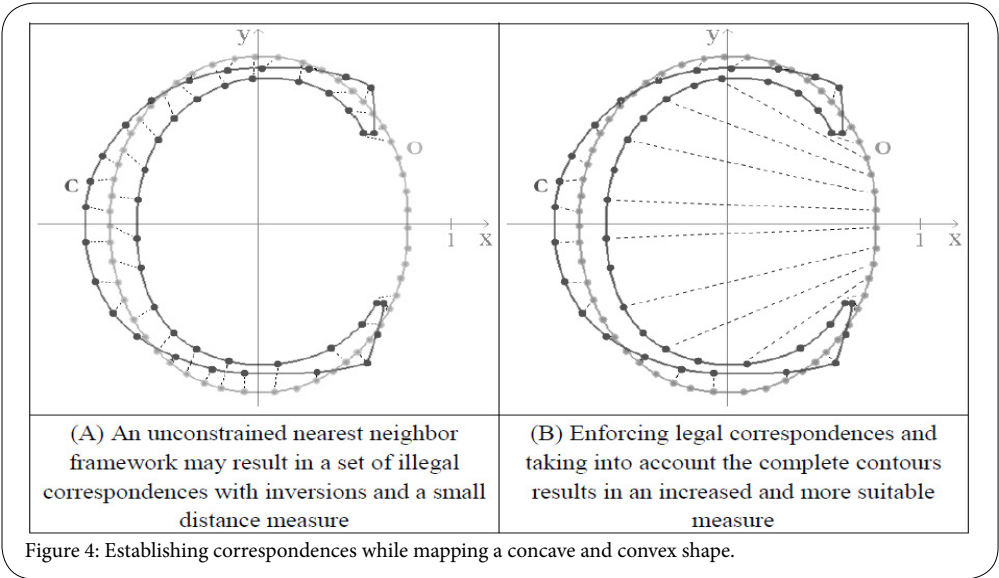 y
y
C
O
1
x
C
O
1
x
(A) An unconstrained nearest neighbor
framework may result in a set of illegal
correspondences with inversions and a small
distance measure
(B) Enforcing legal correspondences and
taking into account the complete contours
results in an increased and more suitable
measure
Figure 4: Establishing correspondences while mapping a concave and convex shape.